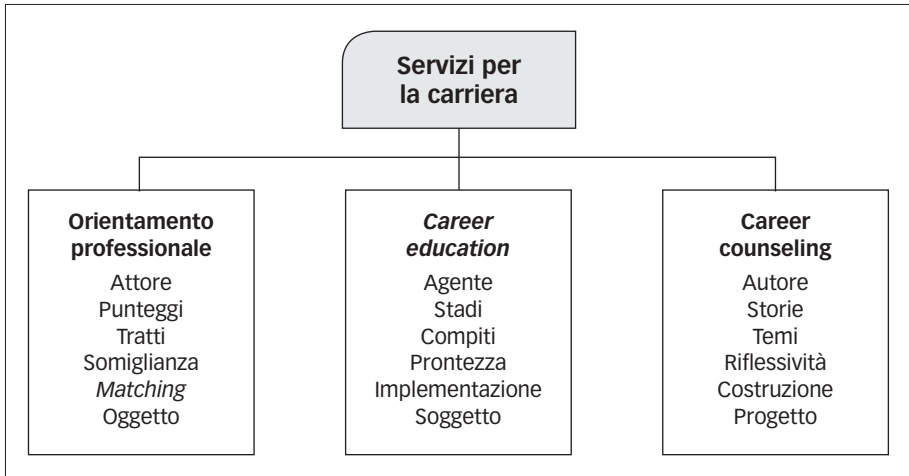 Servizi per
la carriera
Orientamento
professionale
Attore
Punteggi
Tratti
Somiglianza
Matching
Oggetto
Career
education
Agente
Stadi
Compiti
Prontezza
Implementazione
Soggetto
Career
counseling
Autore
Storie
Temi
Riflessività
Costruzione
Progetto